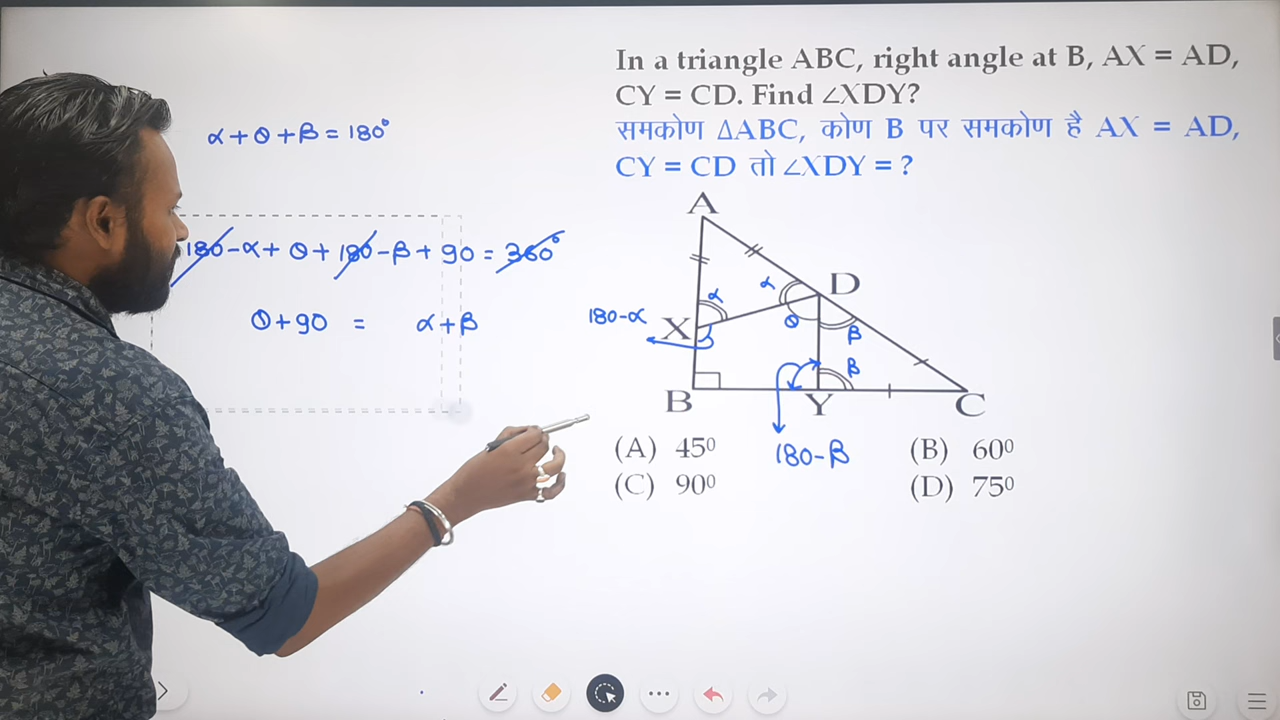 In a triangle ABC, right angle at B, AX = AD,
CY = CD. Find ∠XDY?
समकोण ΔABC, कोण B पर समकोण है AX = AD,
CY = CD तो ∠XDY = ?
α + θ + β = 180°
180 - α + θ + 180 - β + 90 = 360°
θ + 90 = α + β
A
α
α
D
180-α
X
θ
β
β
B
Y
C
180-β
(A) 45⁰
(B) 60⁰
(C) 90⁰
(D) 75⁰